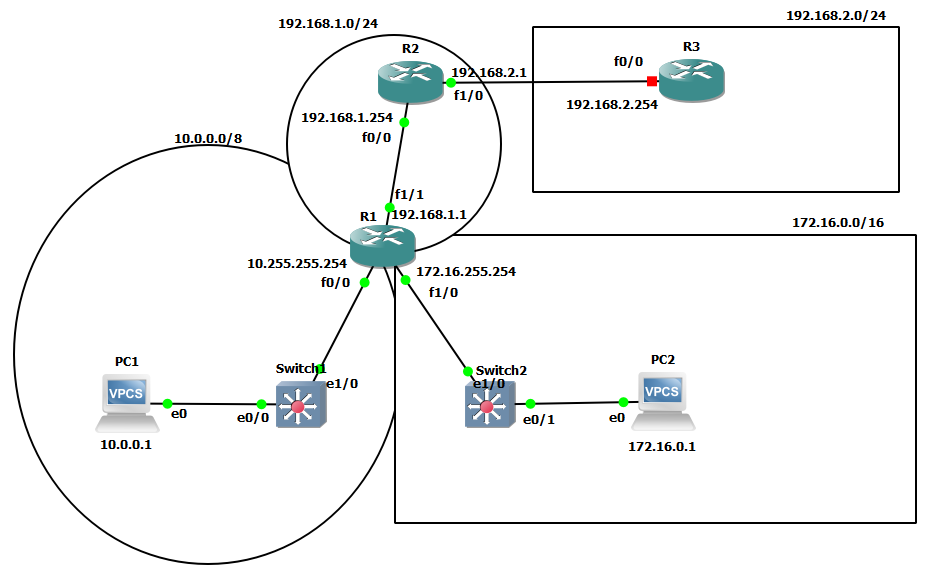 192.168.1.0/24
192.168.2.0/24
R2
R3
f0/0
192.168.2.1
f1/0
192.168.2.254
192.168.1.254
f0/0
10.0.0.0/8
f1/1
R1
192.168.1.1
172.16.0.0/16
10.255.255.254
f0/0
172.16.255.254
f1/0
PC1
Switch1
e1/0
Switch2
e1/0
PC2
VPCS
VPCS
e0
e0/0
e0/1
e0
10.0.0.1
172.16.0.1